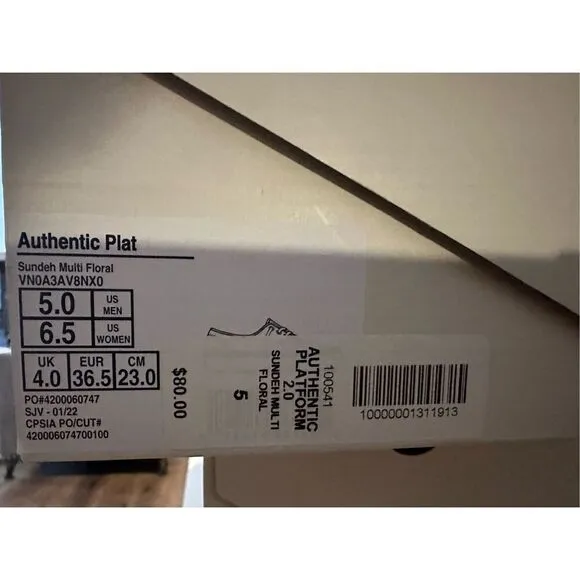 Authentic Plat
Sundeh Multi Floral
VN0A3AV8NX0
5.0 US MEN
6.5 US WOMEN
UK EUR CM
4.0 36.5 23.0
PO#4200060747
SJV - 01/22
CPSIA PO/CUT#
420006074700100
$80.00
100541
AUTHENTIC
PLATFORM
2.0
SUNDEH MULTI
FLORAL
5
10000001311913